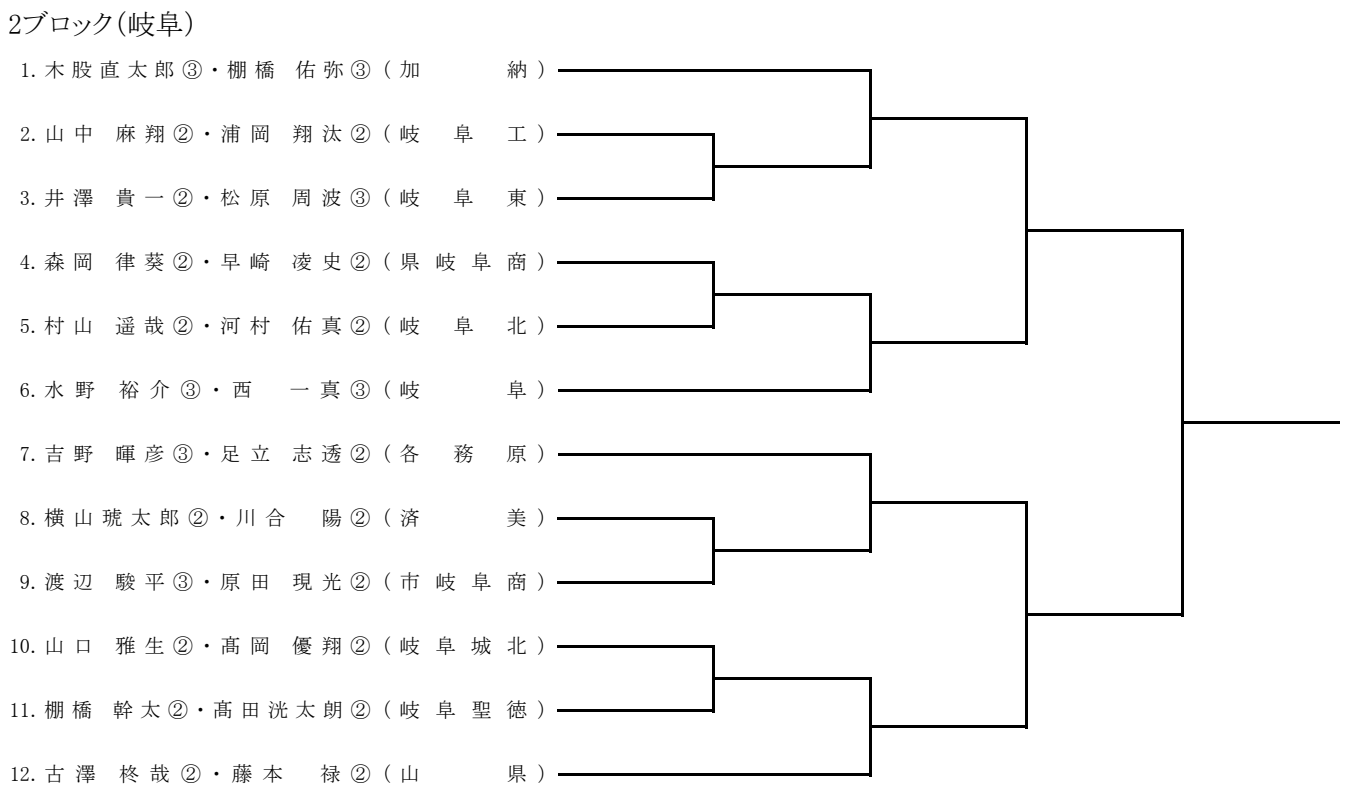 2ブロック(岐阜)
1. 木股直太郎③・棚橋 佑弥③(加納)
2. 山中 麻翔②・浦岡 翔汰②(岐阜工)
3. 井澤 貴一②・松原 周波③(岐阜東)
4. 森岡 律葵②・早崎 凌史②(県岐阜商)
5. 村山 遥哉②・河村 佑真②(岐阜北)
6. 水野 裕介③・西 一真③(岐阜)
7. 吉野 暉彦③・足立 志透②(各務原)
8. 横山琥太郎②・川合 陽②(済美)
9. 渡辺 駿平③・原田 現光②(市岐阜商)
10. 山口 雅生②・髙岡 優翔②(岐阜城北)
11. 棚橋 幹太②・髙田洸太朗②(岐阜聖徳)
12. 古澤 柊哉②・藤本 禄②(山県)